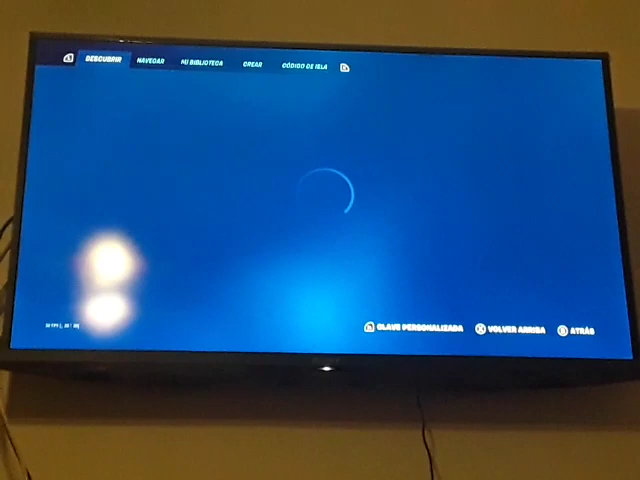 DESCUBRIR NAVEGAR MI BIBLIOTECA CREAR CÓDIGO DE ISLA
CLAVE PERSONALIZADA VOLVER ARRIBA ATRÁS